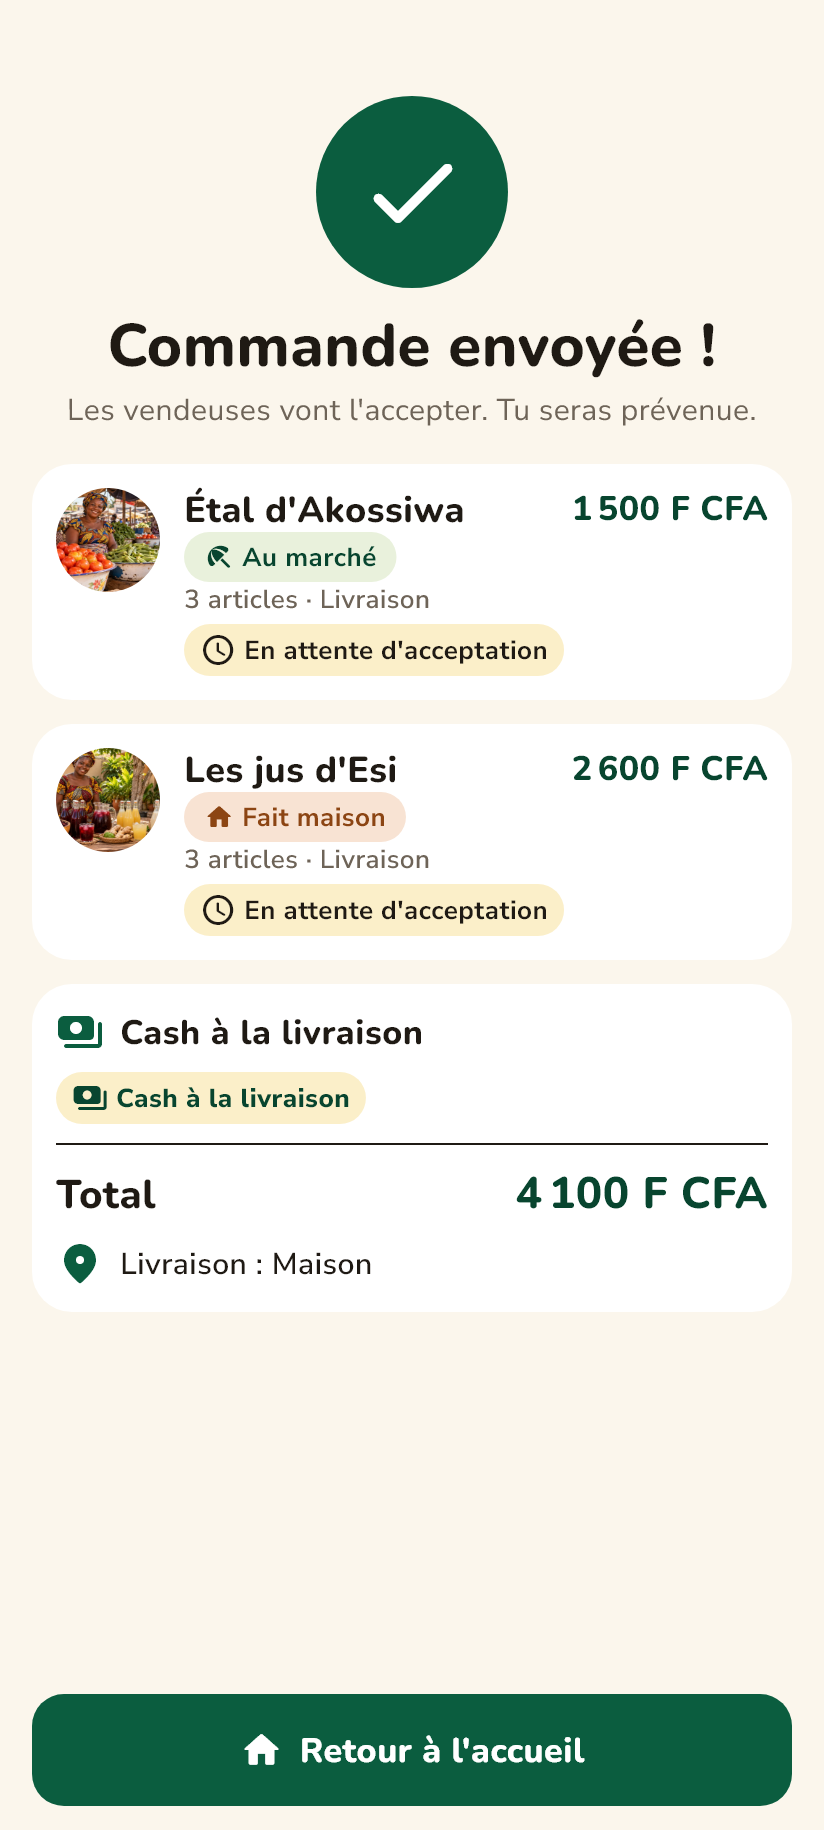 Commande envoyée !
Les vendeuses vont l'accepter. Tu seras prévenue.
Étal d'Akossiwa
1 500 F CFA
Au marché
3 articles · Livraison
En attente d'acceptation
Les jus d'Esi
2 600 F CFA
Fait maison
3 articles · Livraison
En attente d'acceptation
Cash à la livraison
Cash à la livraison
Total
4 100 F CFA
Livraison : Maison
Retour à l'accueil